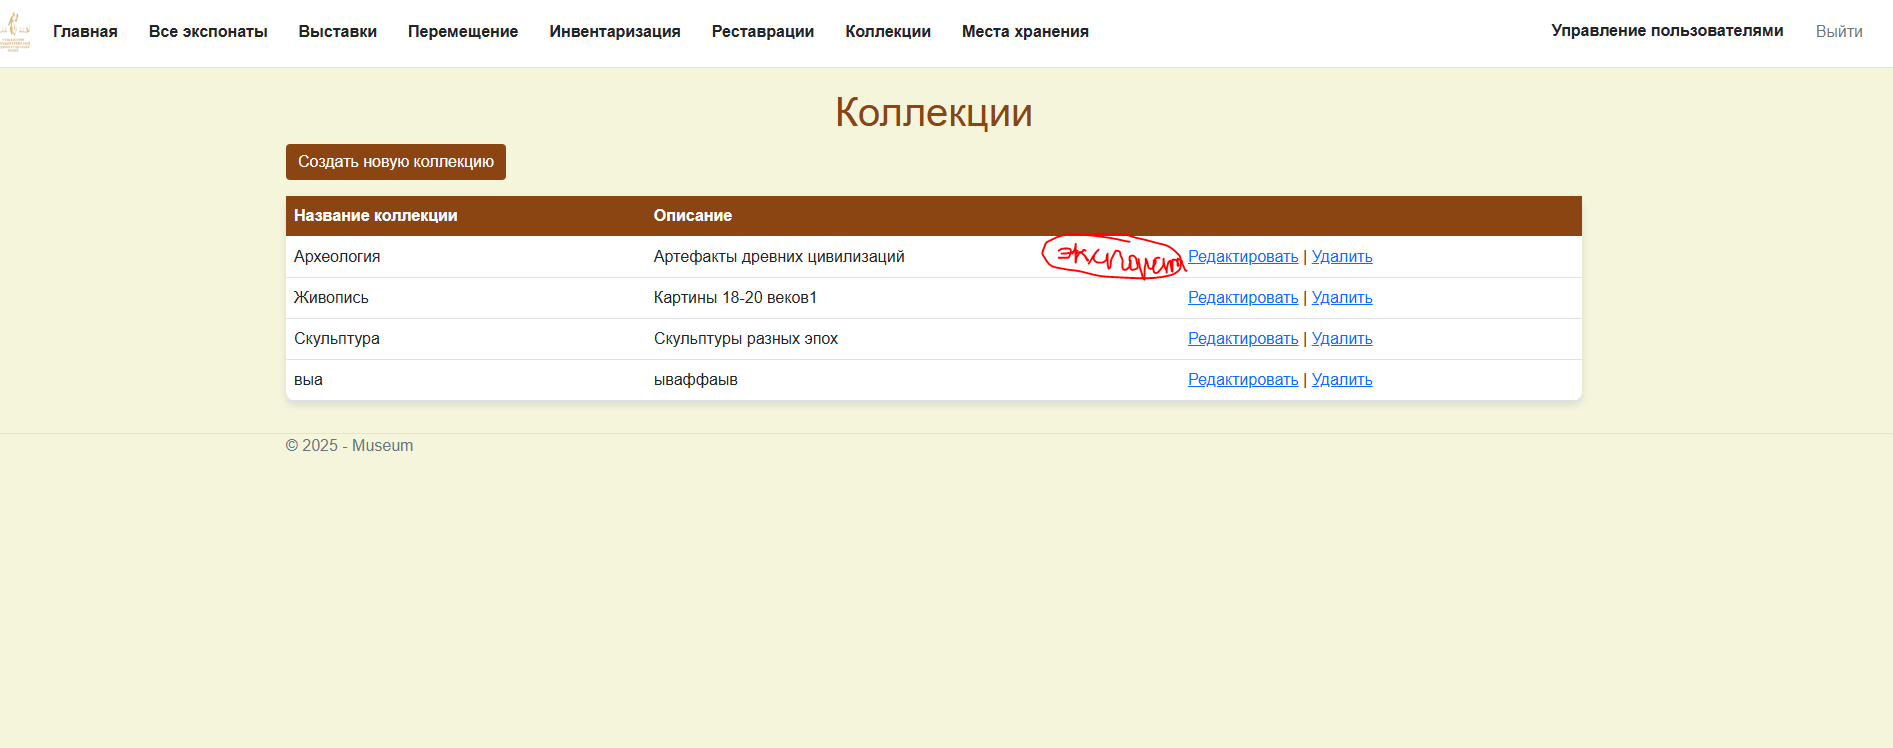 Главная Все экспонаты Выставки Перемещение Инвентаризация Реставрации Коллекции Места хранения Управление пользователями Выйти
Коллекции
Создать новую коллекцию
Название коллекции Описание
Археология Артефакты древних цивилизаций экспорт Редактировать | Удалить
Живопись Картины 18-20 веков1 Редактировать | Удалить
Скульптура Скульптуры разных эпох Редактировать | Удалить
выа ываффаыв Редактировать | Удалить
© 2025 - Museum